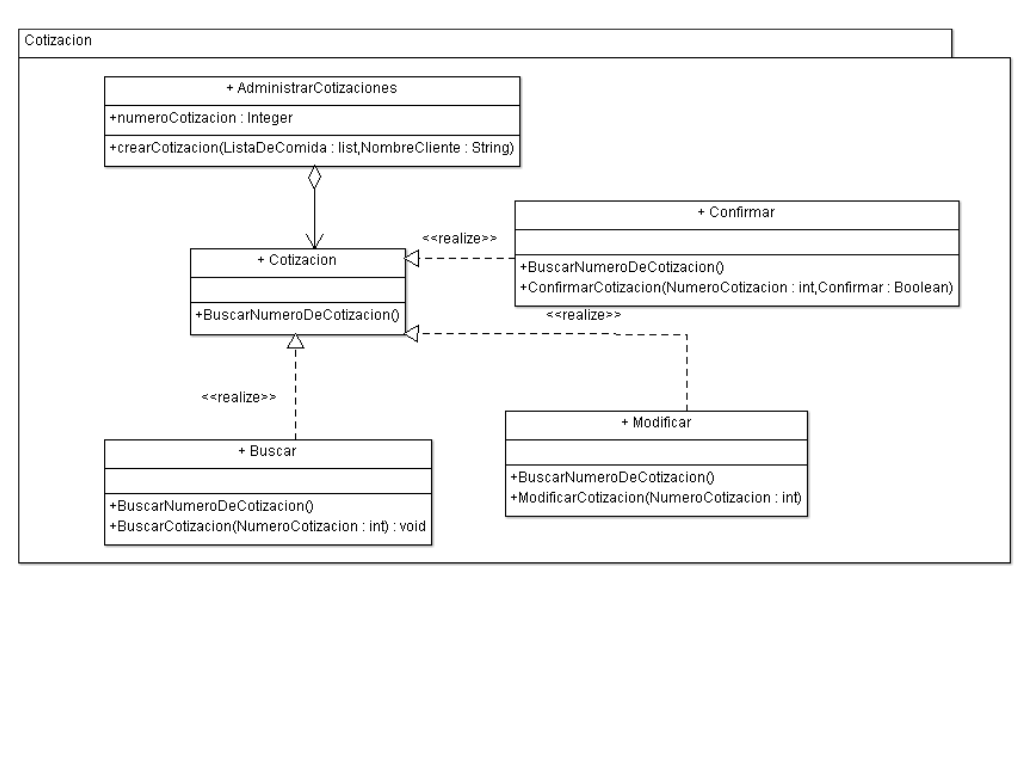 Cotizacion
+ AdministrarCotizaciones
+numeroCotizacion : Integer
+crearCotizacion(ListaDeComida : list,NombreCliente : String)
+ Confirmar
+BuscarNumeroDeCotizacion()
+ConfirmarCotizacion(NumeroCotizacion : int,Confirmar : Boolean)
<<realize>>
+ Cotizacion
+BuscarNumeroDeCotizacion()
<<realize>>
<<realize>>
+ Modificar
+BuscarNumeroDeCotizacion()
+ModificarCotizacion(NumeroCotizacion : int)
+ Buscar
+BuscarNumeroDeCotizacion()
+BuscarCotizacion(NumeroCotizacion : int) : void